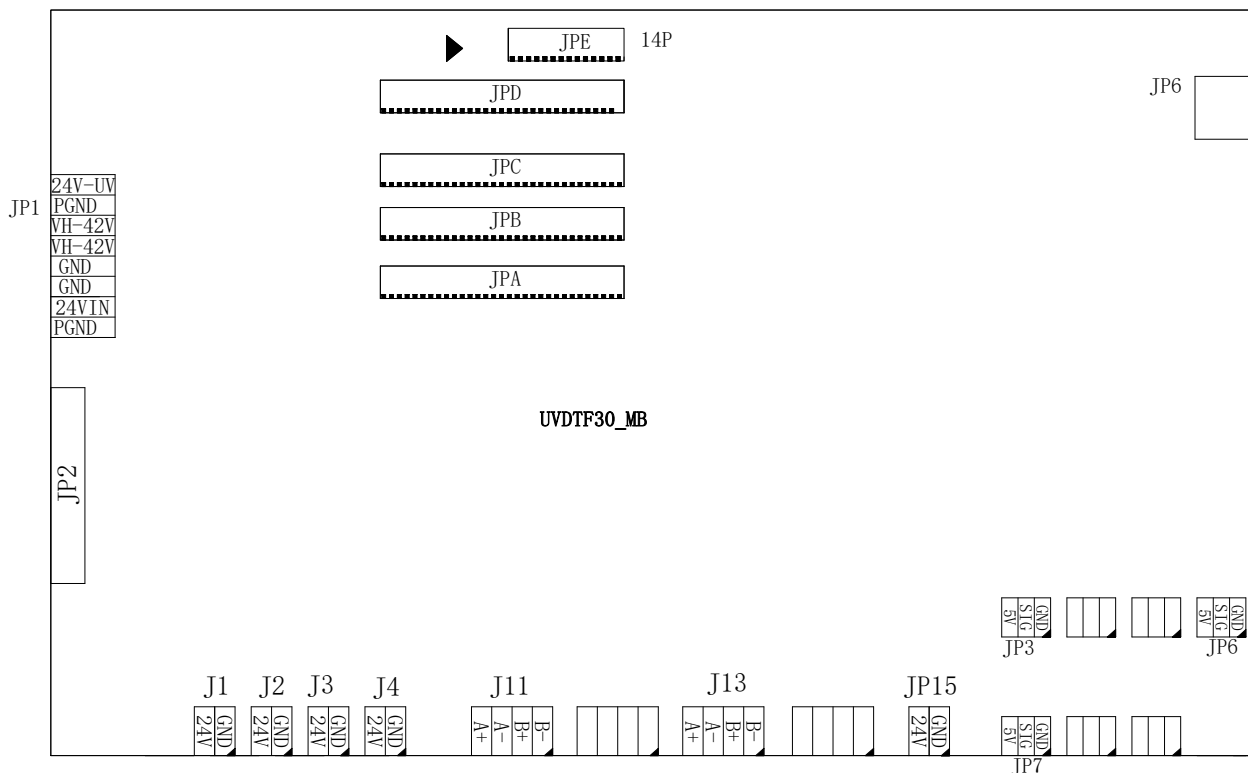 JPE 14P
JPD
JP6
JPC
24V-UV
JP1
PGND
VH-42V
JPB
VH-42V
GND
JPA
GND
24VIN
PGND
UVDTF30_MB
JP2
5V SIG GND
5V SIG GND
JP3
JP6
J1 J2 J3 J4 J11 J13 JP15
24V GND
24V GND
24V GND
24V GND
A+ A- B+ B-
A+ A- B+ B-
24V GND
5V SIG GND
JP7